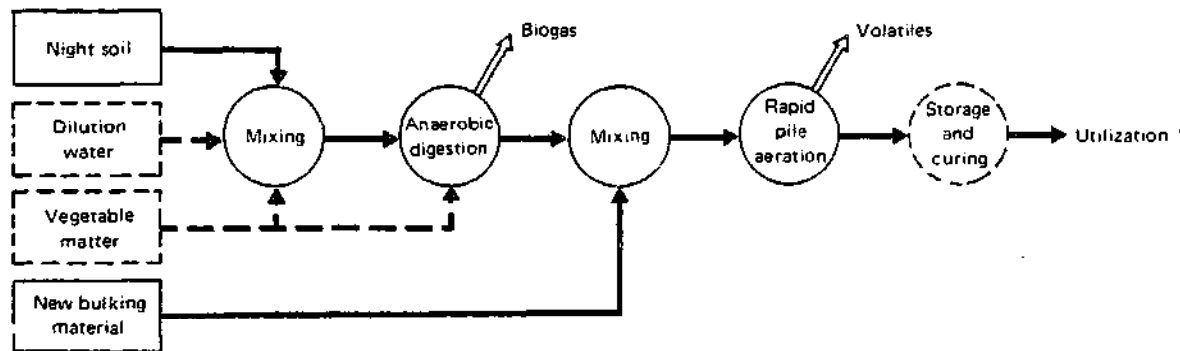 Night soil
Dilution
water
Vegetable
matter
New bulking
material
Mixing
Anaerobic
digestion
Biogas
Mixing
Rapid
pile
aeration
Volatiles
Storage
and
curing
Utilization